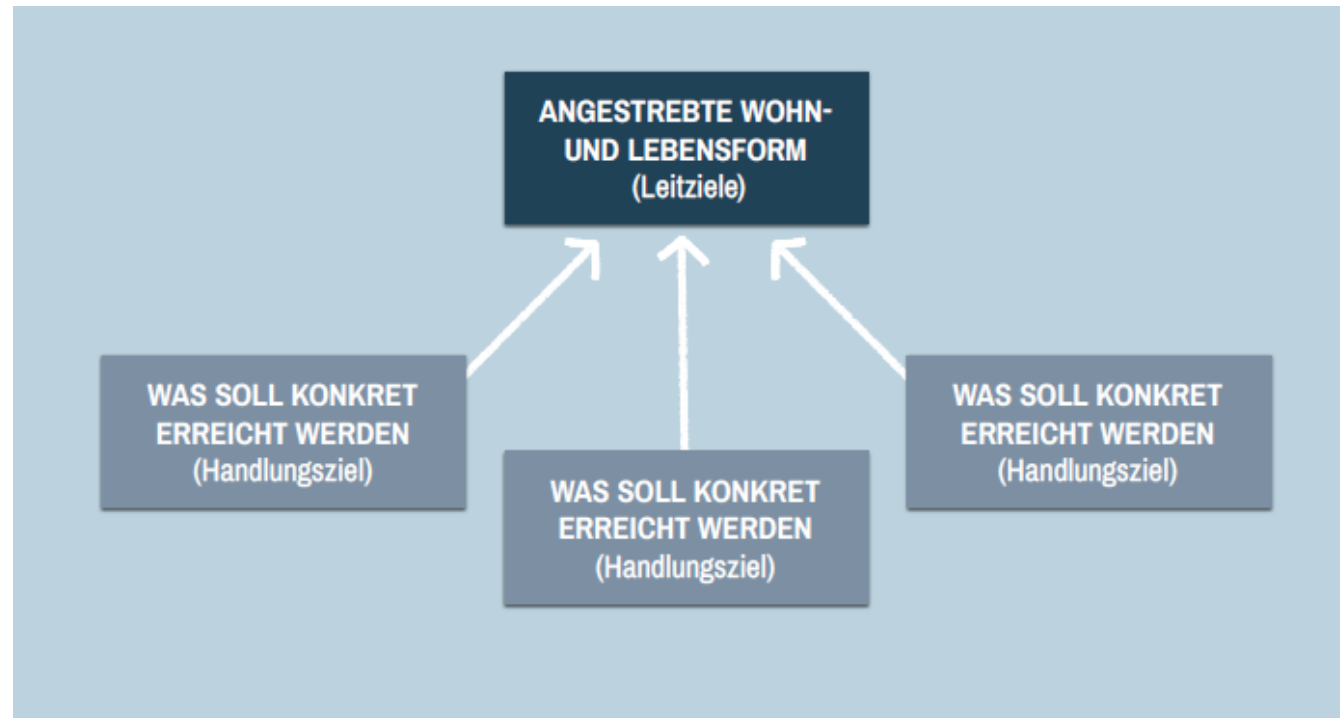 ANGESTREBTE WOHN-
UND LEBENSFORM
(Leitziele)
WAS SOLL KONKRET
ERREICHT WERDEN
(Handlungsziel)
WAS SOLL KONKRET
ERREICHT WERDEN
(Handlungsziel)
WAS SOLL KONKRET
ERREICHT WERDEN
(Handlungsziel)